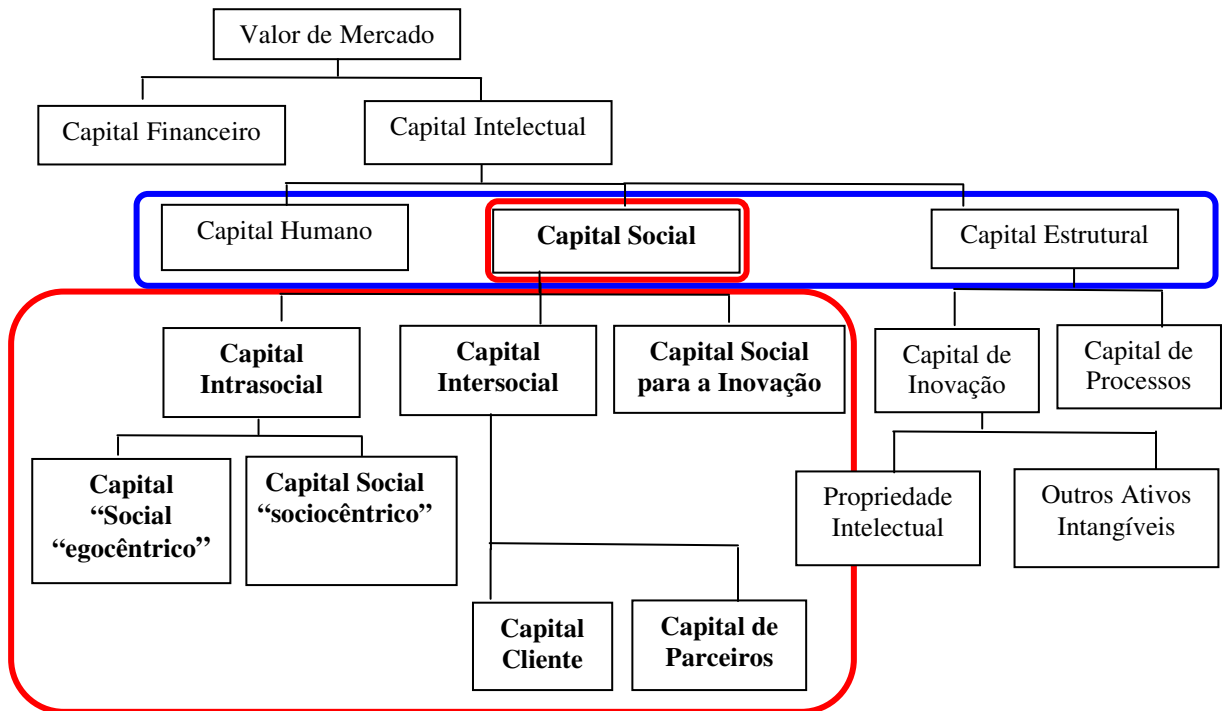 Valor de Mercado
Capital Financeiro
Capital Intelectual
Capital Humano
Capital Social
Capital Estrutural
Capital
Intrasocial
Capital
Intersocial
Capital Social
para a Inovação
Capital de
Inovação
Capital de
Processos
Capital
“Social
“egocêntrico”
Capital Social
“sociocêntrico”
Propriedade
Intelectual
Outros Ativos
Intangíveis
Capital
Cliente
Capital de
Parceiros